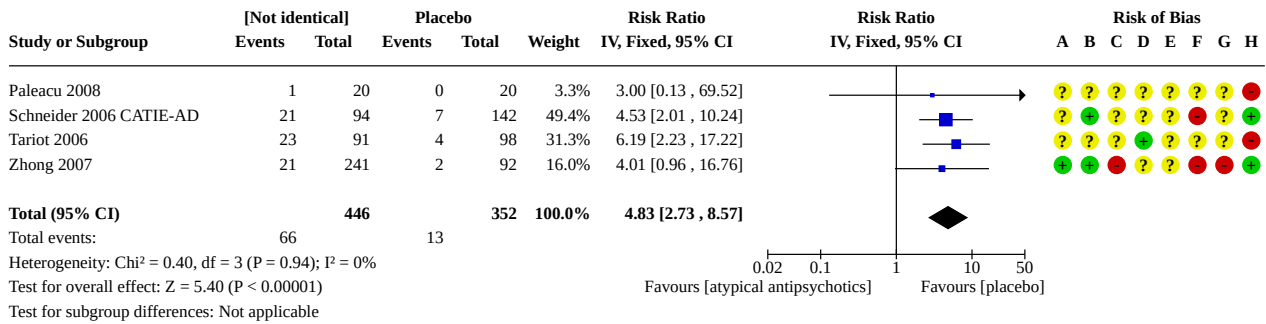 [Not identical] Placebo Risk Ratio Risk Ratio Risk of Bias
Study or Subgroup Events Total Events Total Weight IV, Fixed, 95% CI IV, Fixed, 95% CI A B C D E F G H
Paleacu 2008 1 20 0 20 3.3% 3.00 [0.13 , 69.52] ? ? ? ? ? ? ? -
Schneider 2006 CATIE-AD 21 94 7 142 49.4% 4.53 [2.01 , 10.24] ? + ? ? ? - ? +
Tariot 2006 23 91 4 98 31.3% 6.19 [2.23 , 17.22] ? ? ? + ? ? ? -
Zhong 2007 21 241 2 92 16.0% 4.01 [0.96 , 16.76] + + - ? ? - - +
Total (95% CI) 446 352 100.0% 4.83 [2.73 , 8.57]
Total events: 66 13
Heterogeneity: Chi² = 0.40, df = 3 (P = 0.94); I² = 0%
0.02 0.1 1 10 50
Test for overall effect: Z = 5.40 (P < 0.00001) Favours [atypical antipsychotics] Favours [placebo]
Test for subgroup differences: Not applicable